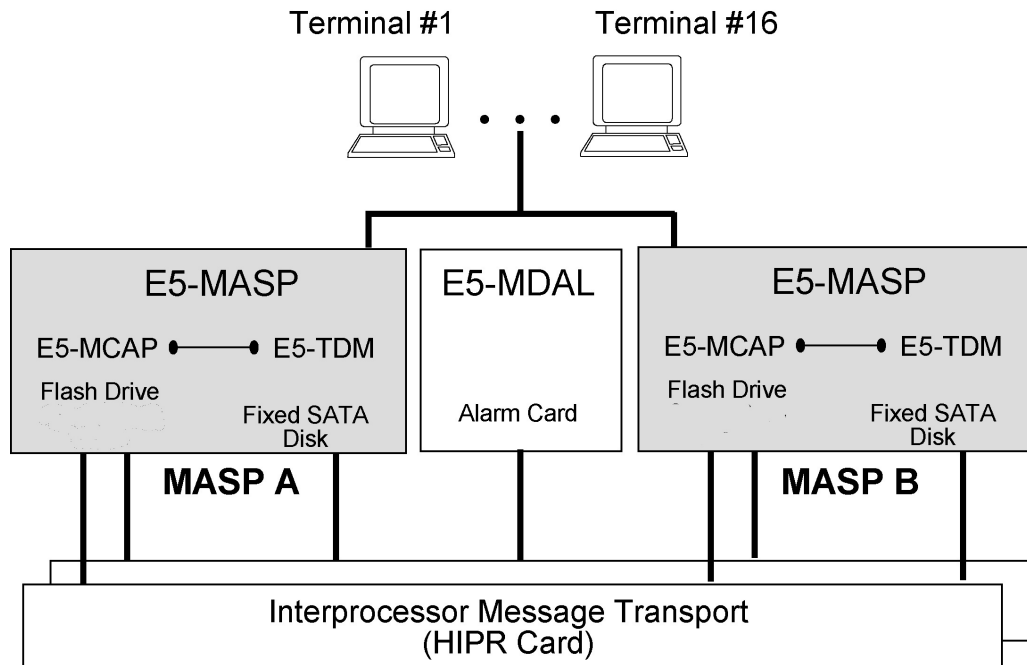 Terminal #1
Terminal #16
E5-MASP
E5-MCAP
E5-TDM
Flash Drive
Fixed SATA
Disk
MASP A
E5-MDAL
Alarm Card
E5-MASP
E5-MCAP
E5-TDM
Flash Drive
Fixed SATA
Disk
MASP B
Interprocessor Message Transport
(HIPR Card)